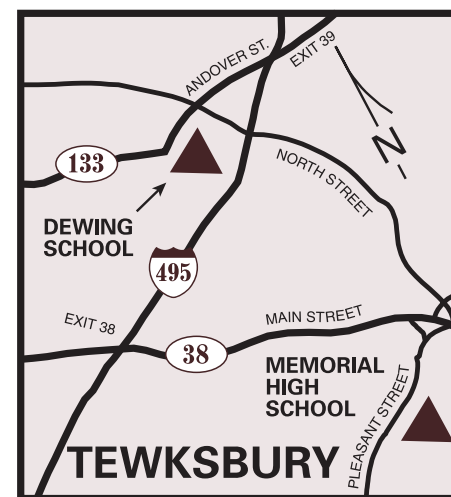 ANDOVER ST.
EXIT 39
N
133
NORTH STREET
DEWING
SCHOOL
495
EXIT 38
MAIN STREET
38
MEMORIAL
HIGH
SCHOOL
PLEASANT STREET
TEWKSBURY